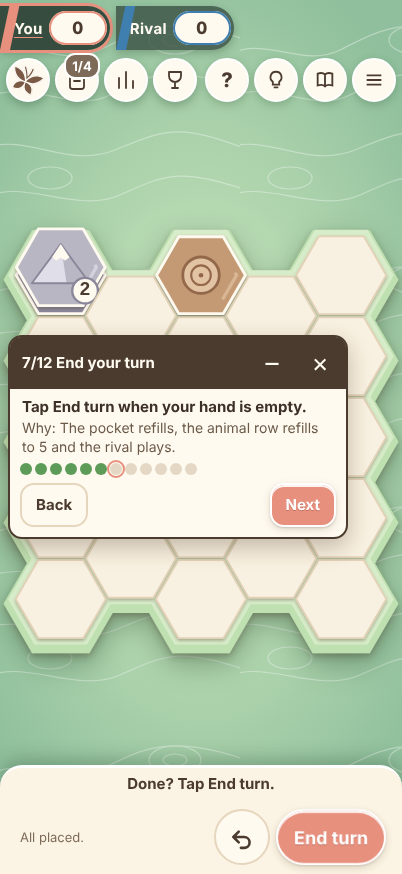 You 0 Rival 0
1/4
?
2
7/12 End your turn
Tap End turn when your hand is empty.
Why: The pocket refills, the animal row refills
to 5 and the rival plays.
Back Next
Done? Tap End turn.
All placed. End turn